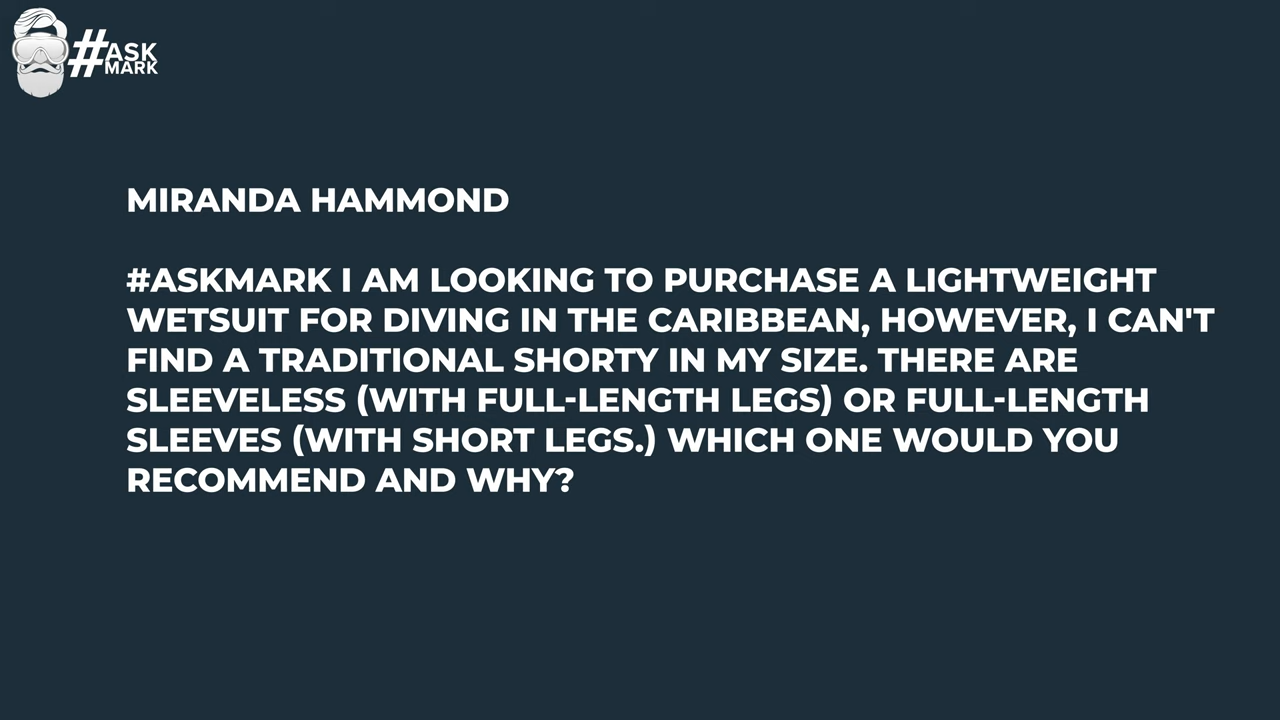 #ASK
MARK
MIRANDA HAMMOND
#ASKMARK I AM LOOKING TO PURCHASE A LIGHTWEIGHT
WETSUIT FOR DIVING IN THE CARIBBEAN, HOWEVER, I CAN'T
FIND A TRADITIONAL SHORTY IN MY SIZE. THERE ARE
SLEEVELESS (WITH FULL-LENGTH LEGS) OR FULL-LENGTH
SLEEVES (WITH SHORT LEGS.) WHICH ONE WOULD YOU
RECOMMEND AND WHY?